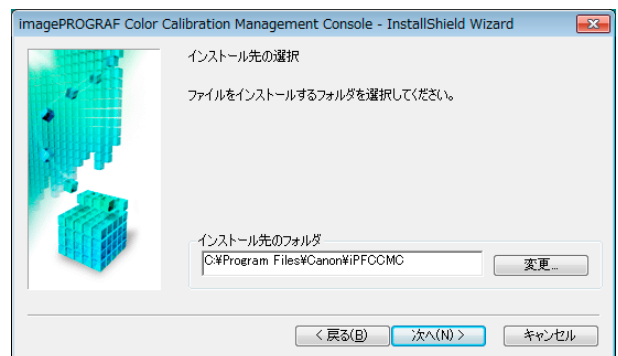 imagePROGRAF Color Calibration Management Console - InstallShield Wizard
インストール先の選択
ファイルをインストールするフォルダを選択してください。
インストール先のフォルダ
C:¥Program Files¥Canon¥iPFCCMC
変更...
< 戻る(B)
次へ(N) >
キャンセル